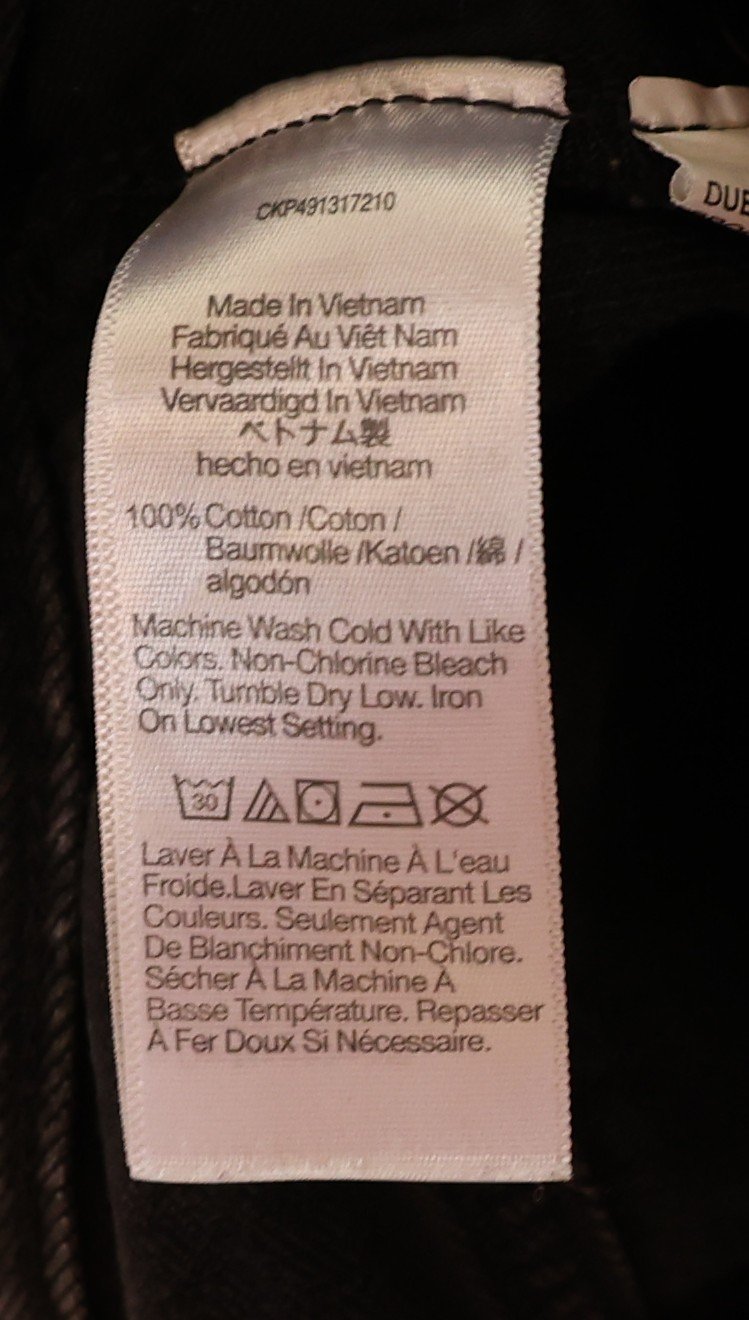 CKP491317210
Made In Vietnam
Fabriqué Au Viêt Nam
Hergestellt In Vietnam
Vervaardigd In Vietnam
ベトナム製
hecho en vietnam
100% Cotton /Coton /
Baumwolle /Katoen /綿 /
algodón
Machine Wash Cold With Like
Colors. Non-Chlorine Bleach
Only. Tumble Dry Low. Iron
On Lowest Setting.
30
Laver À La Machine À L'eau
Froide.Laver En Séparant Les
Couleurs. Seulement Agent
De Blanchiment Non-Chlore.
Sécher À La Machine À
Basse Température. Repasser
À Fer Doux Si Nécessaire.